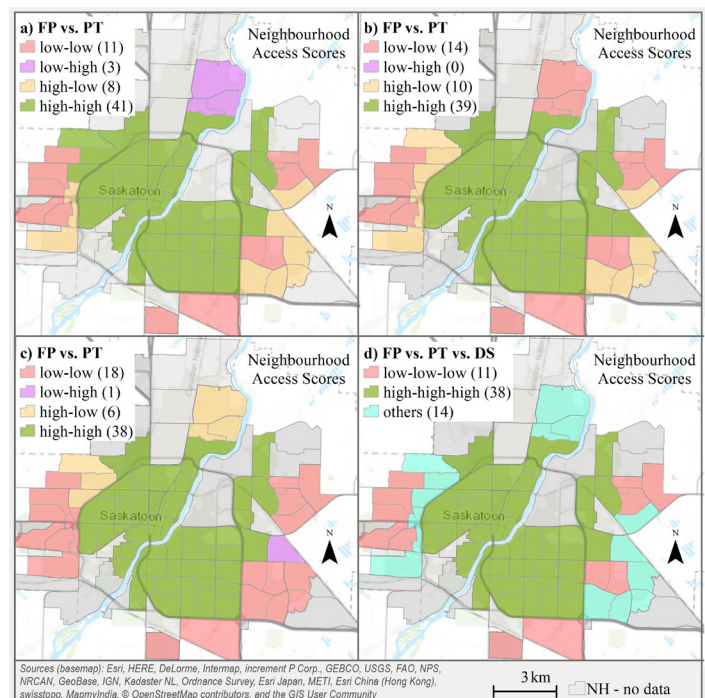 a) FP vs. PT
low-low (11)
low-high (3)
high-low (8)
high-high (41)
Neighbourhood
Access Scores
Saskatoon
N
b) FP vs. PT
low-low (14)
low-high (0)
high-low (10)
high-high (39)
Neighbourhood
Access Scores
Saskatoon
N
c) FP vs. PT
low-low (18)
low-high (1)
high-low (6)
high-high (38)
Neighbourhood
Access Scores
Saskatoon
N
d) FP vs. PT vs. DS
low-low-low (11)
high-high-high (38)
others (14)
Neighbourhood
Access Scores
Saskatoon
N
Sources (basemap): Esri, HERE, DeLorme, Intermap, increment P Corp., GEBCO, USGS, FAO, NPS,
NRCAN, GeoBase, IGN, Kadaster NL, Ordnance Survey, Esri Japan, METI, Esri China (Hong Kong),
swisstopo, MapmyIndia, © OpenStreetMap contributors, and the GIS User Community
3 km
NH - no data